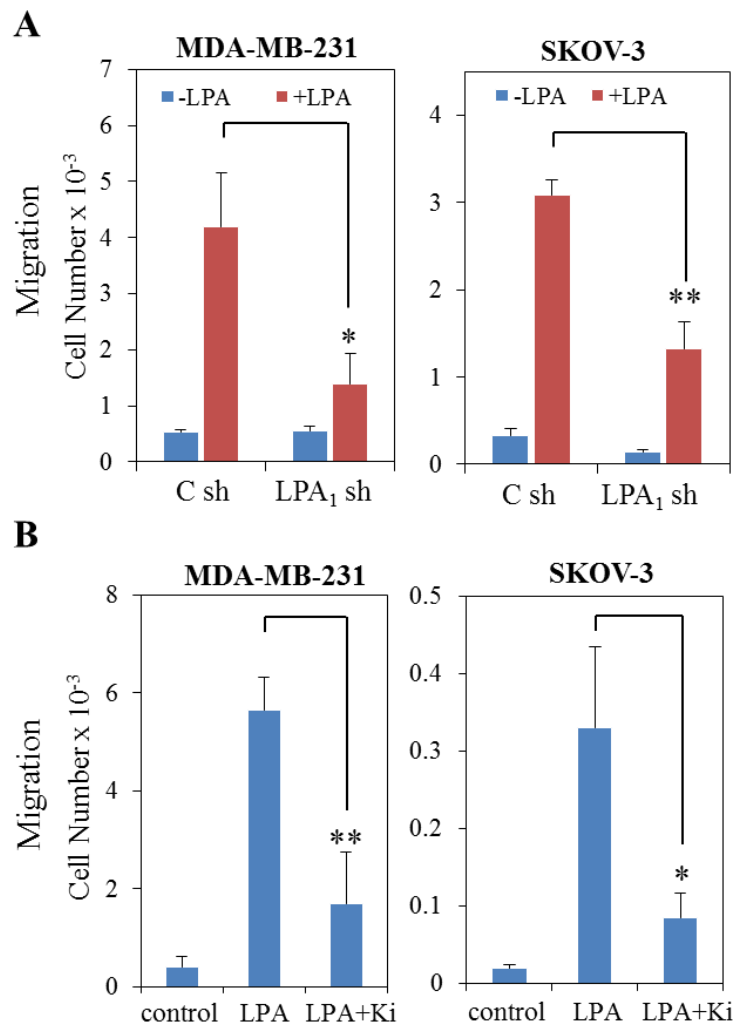 A
MDA-MB-231
SKOV-3
7
6
5
4
3
2
1
0
-LPA +LPA
*
C sh LPA₁ sh
4
3
2
1
0
-LPA +LPA
**
C sh LPA₁ sh
Migration
Cell Number x 10⁻³
B
MDA-MB-231
SKOV-3
8
6
4
2
0
**
control LPA LPA+Ki
0.5
0.4
0.3
0.2
0.1
0
*
control LPA LPA+Ki
Migration
Cell Number x 10⁻³